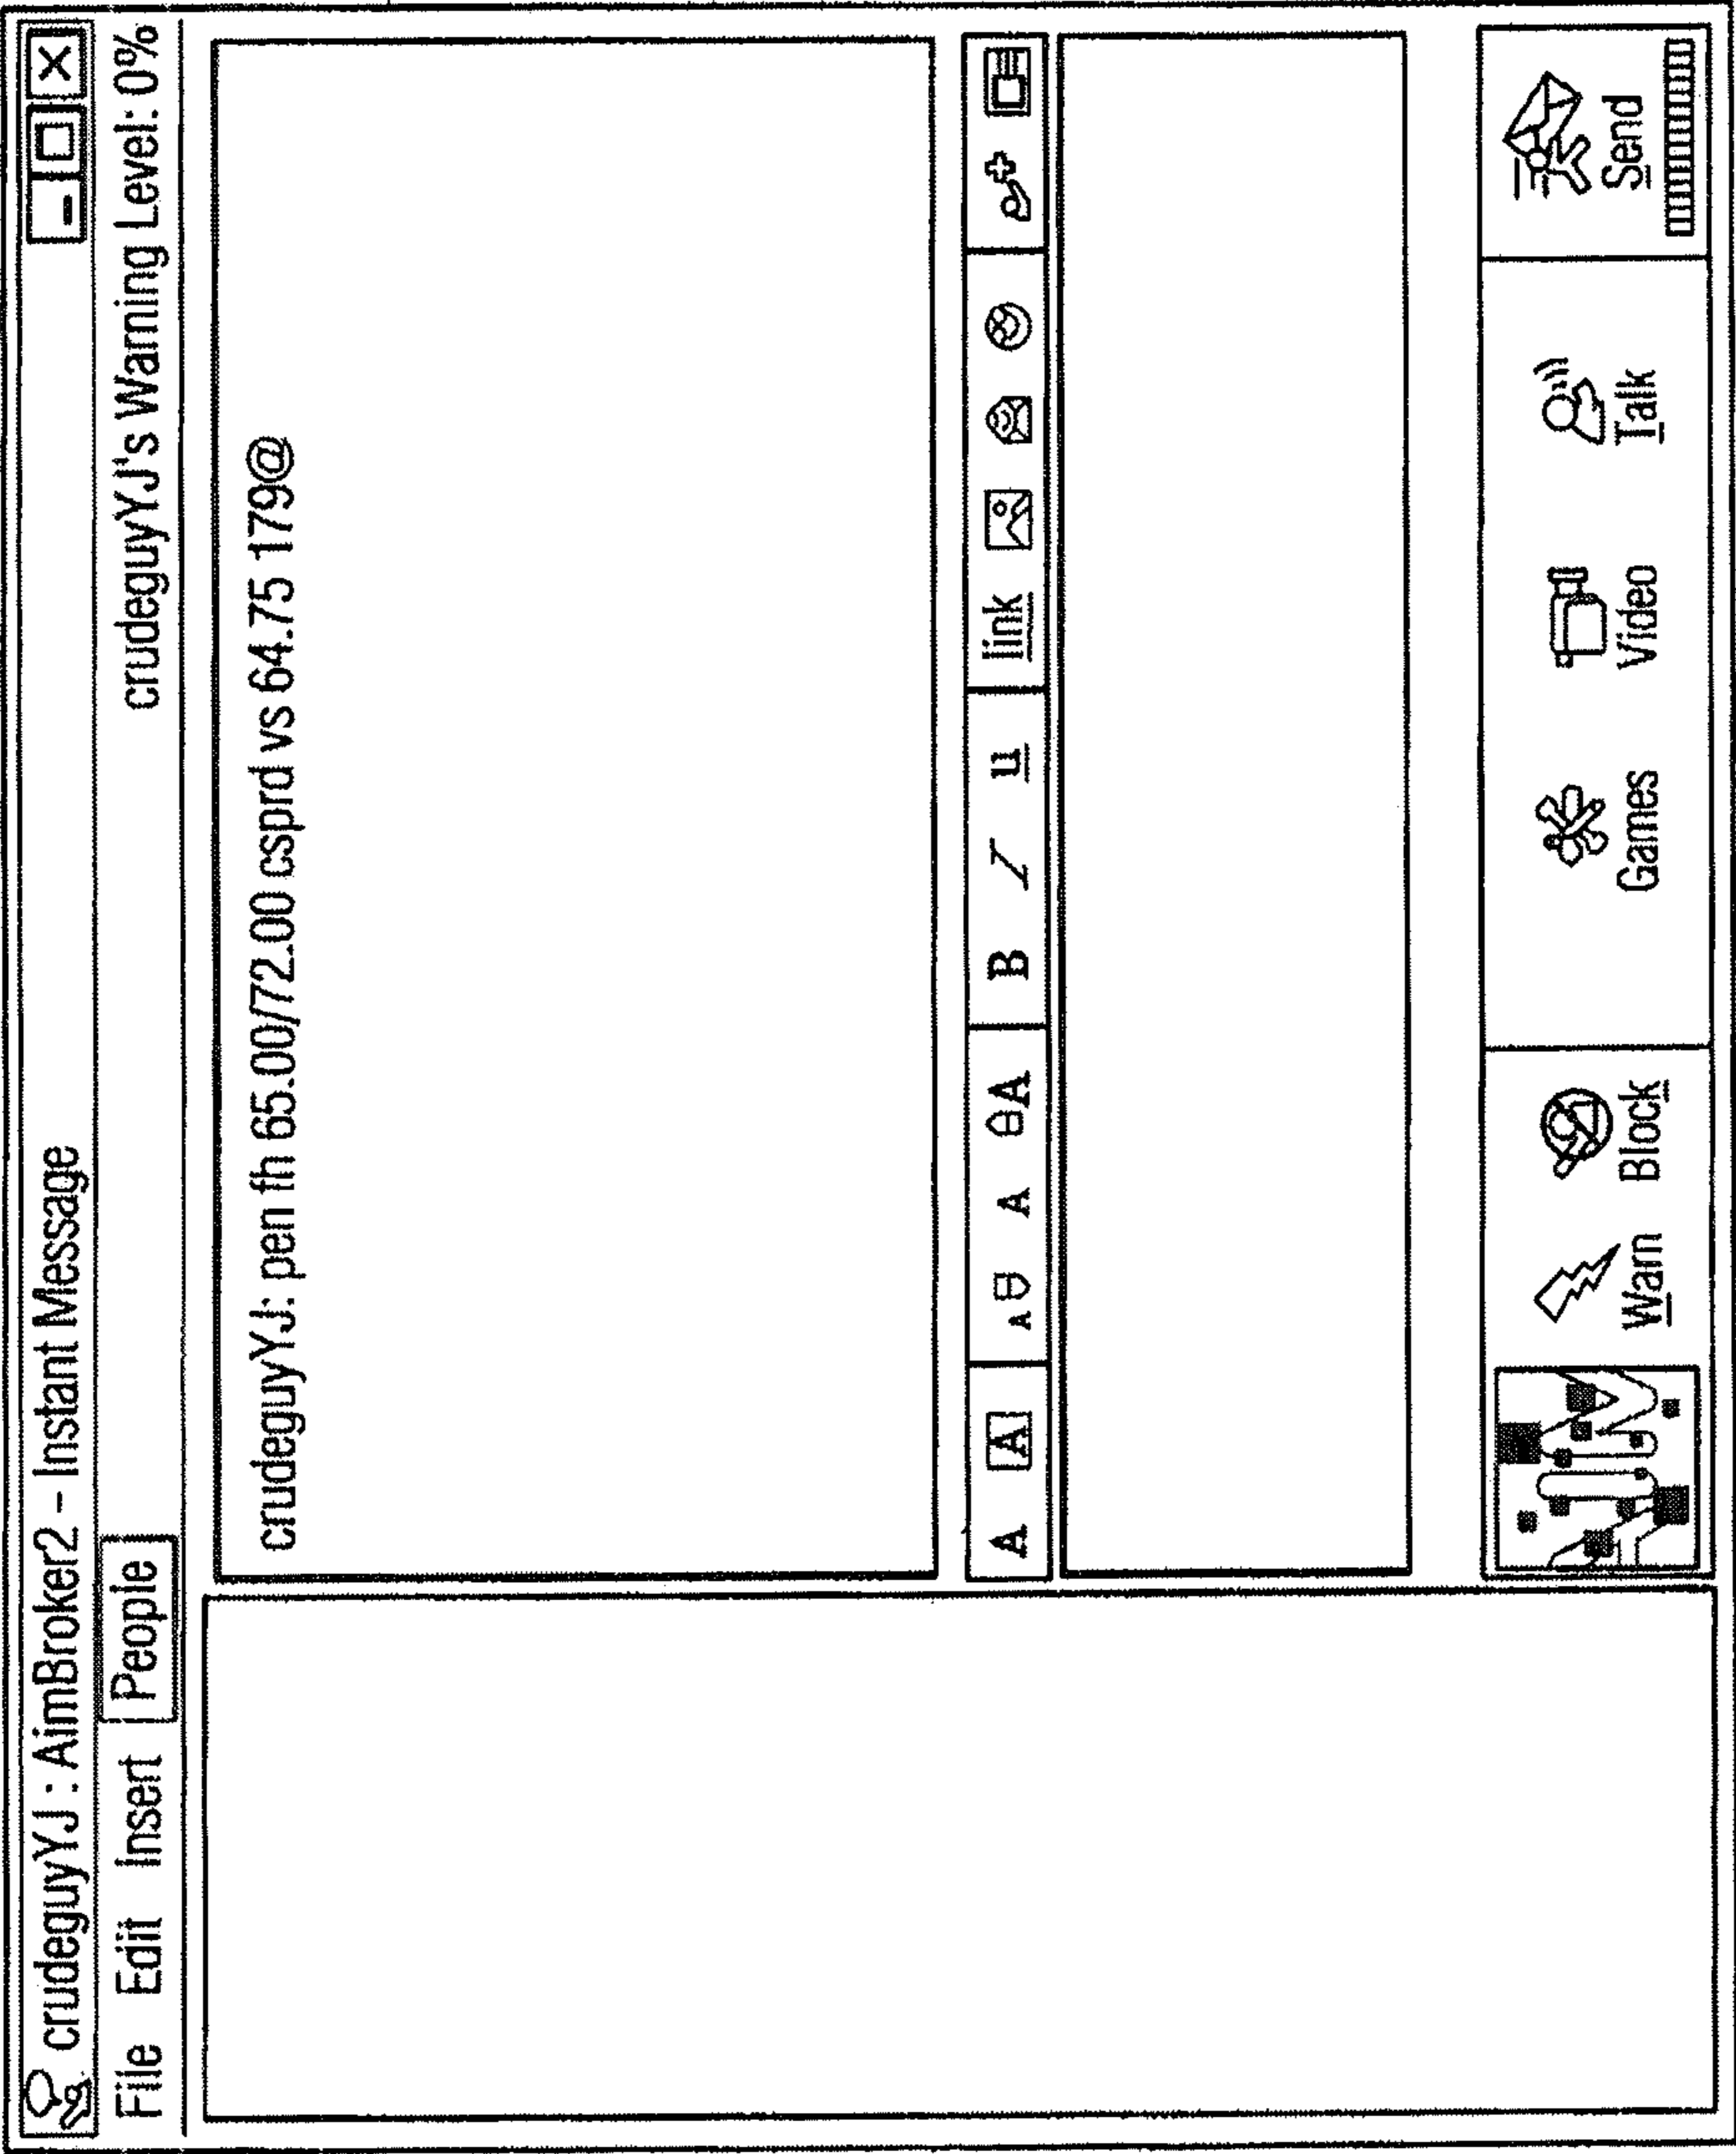 crudeguyYJ : AimBroker2 – Instant Message
File Edit Insert People crudeguyYJ's Warning Level: 0%
crudeguyYJ: pen fh 65.00/72.00 csprd vs 64.75 179@
A A A A A B I u link
Warn Block Games Video Talk Send